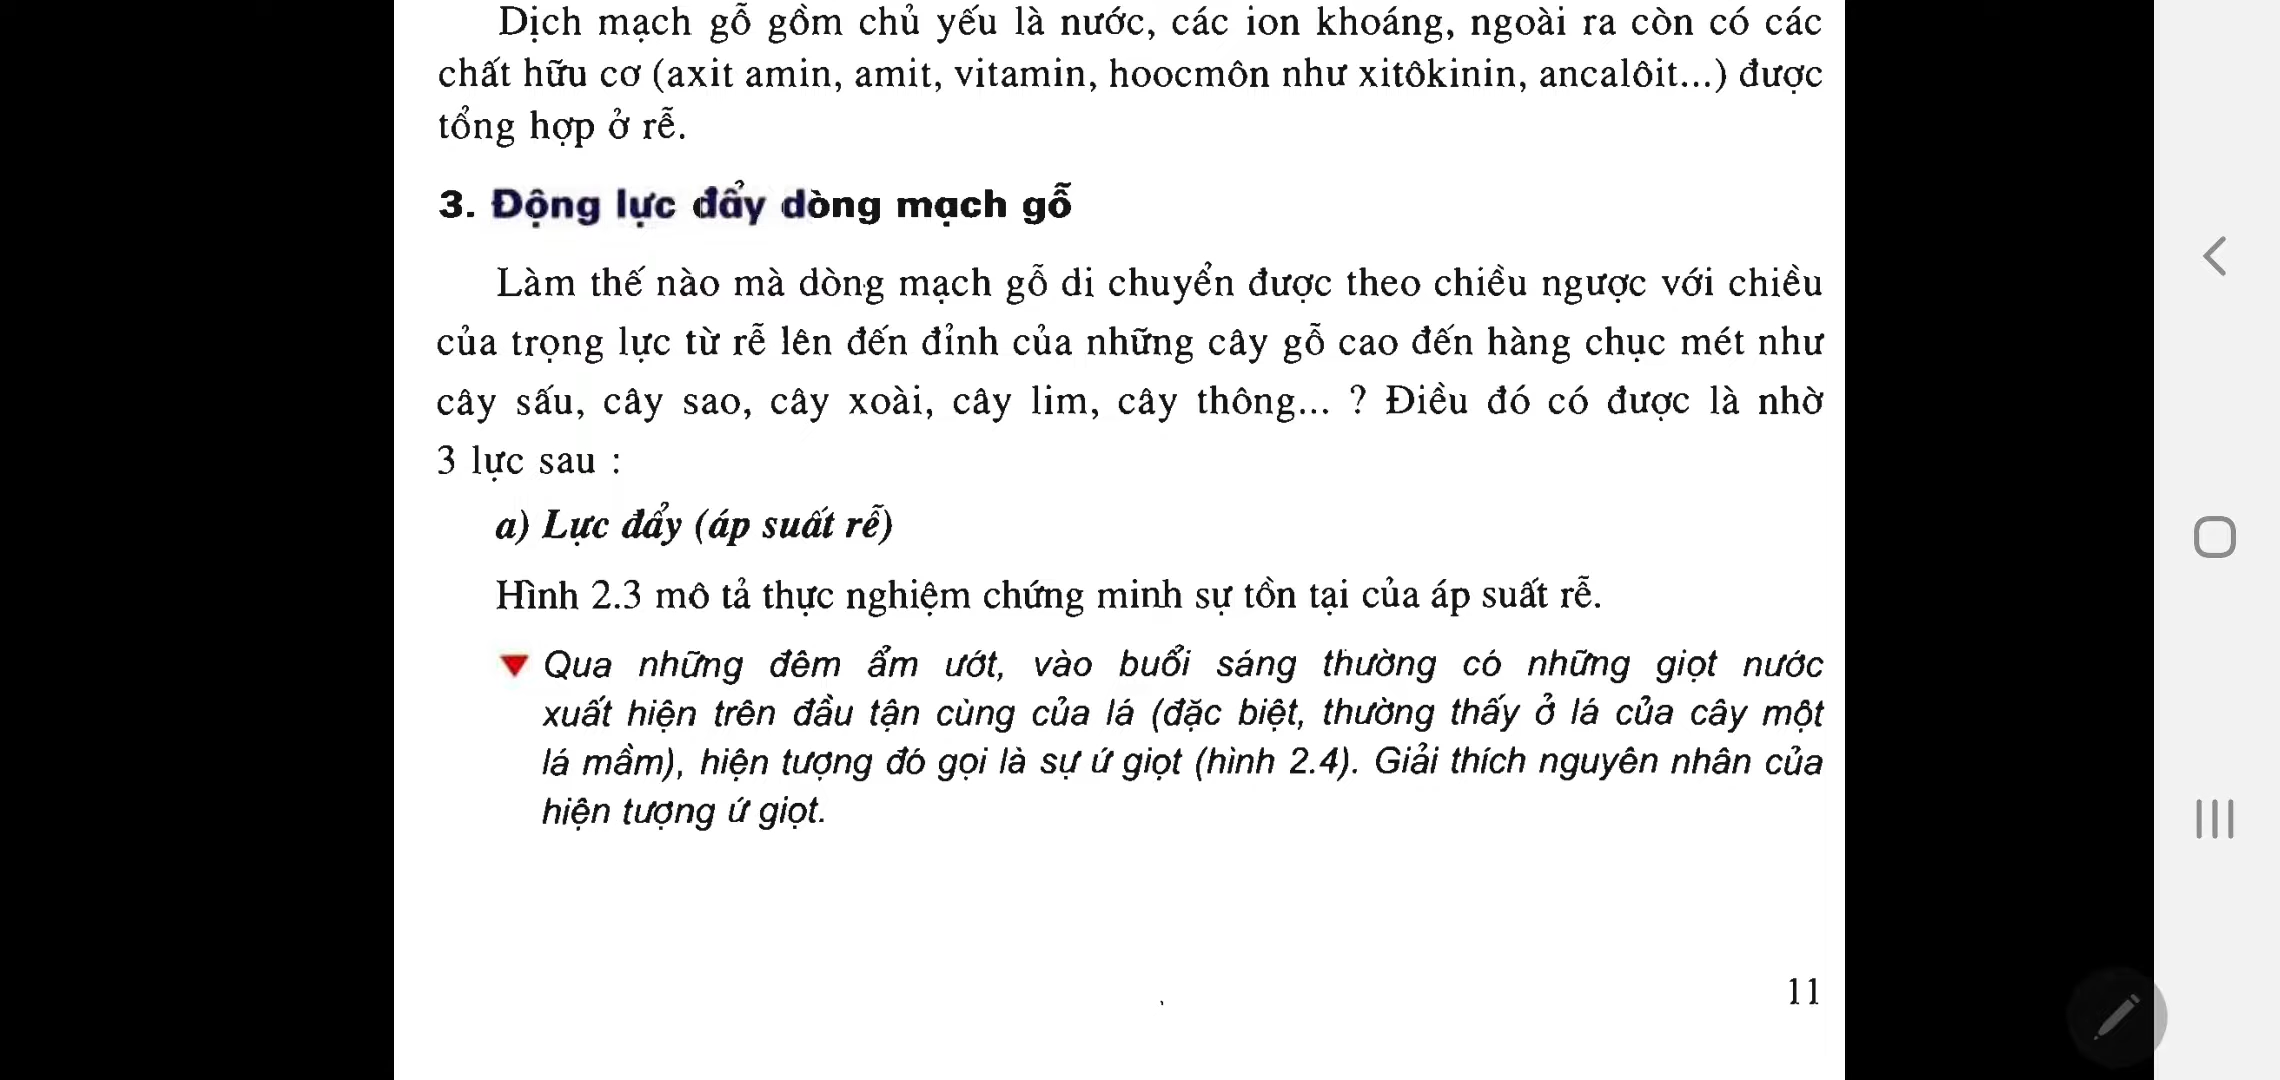 Dịch mạch gỗ gồm chủ yếu là nước, các ion khoáng, ngoài ra còn có các
chất hữu cơ (axit amin, amit, vitamin, hoocmôn như xitôkinin, ancalôit...) được
tổng hợp ở rễ.
3. Động lực đẩy dòng mạch gỗ
Làm thế nào mà dòng mạch gỗ di chuyển được theo chiều ngược với chiều
của trọng lực từ rễ lên đến đỉnh của những cây gỗ cao đến hàng chục mét như
cây sấu, cây sao, cây xoài, cây lim, cây thông... ? Điều đó có được là nhờ
3 lực sau :
a) Lực đẩy (áp suất rễ)
Hình 2.3 mô tả thực nghiệm chứng minh sự tồn tại của áp suất rễ.
▼ Qua những đêm ẩm ướt, vào buổi sáng thường có những giọt nước
xuất hiện trên đầu tận cùng của lá (đặc biệt, thường thấy ở lá của cây một
lá mầm), hiện tượng đó gọi là sự ứ giọt (hình 2.4). Giải thích nguyên nhân của
hiện tượng ứ giọt.
11